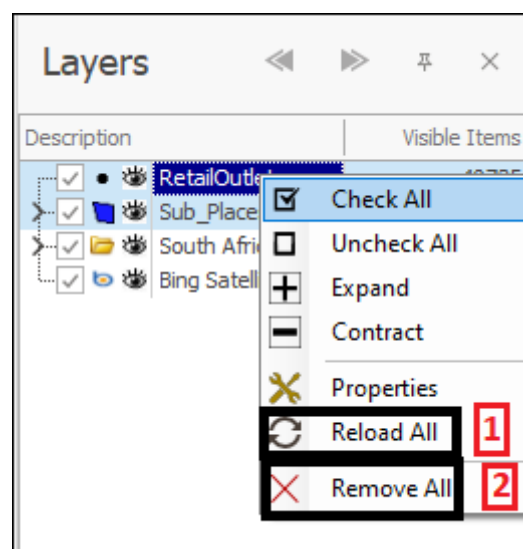 Layers
Description Visible Items
RetailOutlet
Sub_Place
South Afri
Bing Satell
Check All
Uncheck All
Expand
Contract
Properties
Reload All 1
Remove All 2